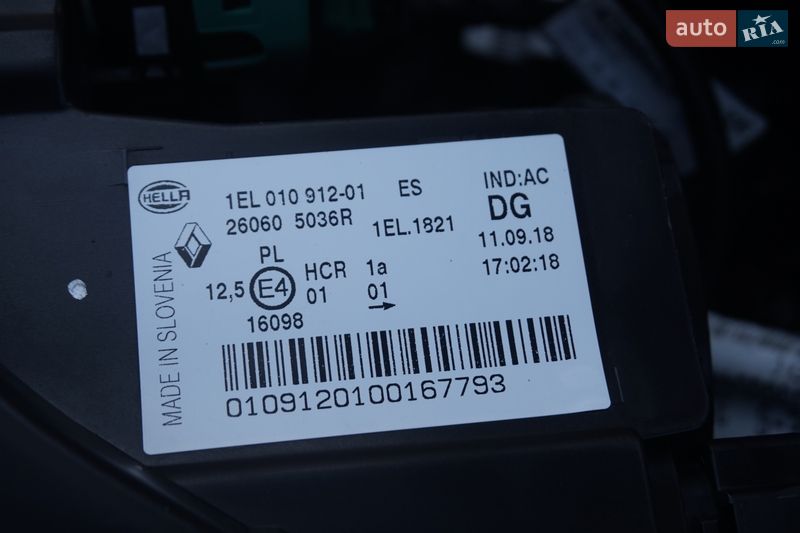 auto RIA
.com
HELLA
1EL 010 912-01 ES IND:AC
26060 5036R 1EL.1821 DG
11.09.18
17:02:18
PL
12,5 E4 HCR 1a
01 01
16098
MADE IN SLOVENIA
0109120100167793